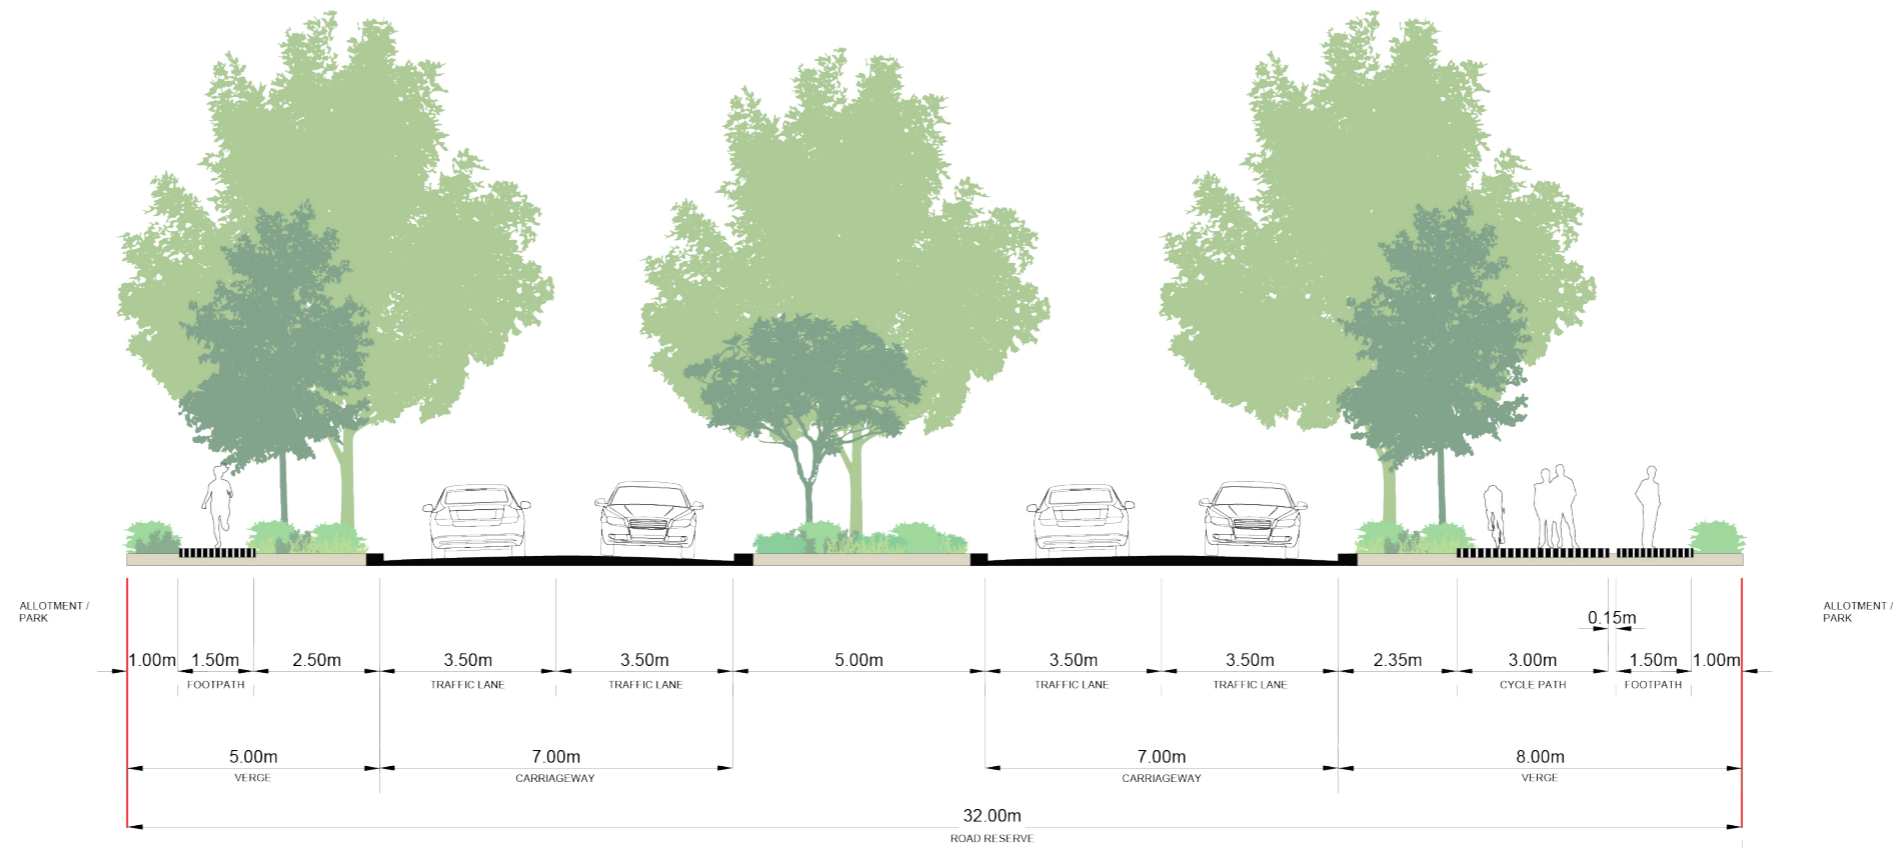 ALLOTMENT /
PARK
ALLOTMENT /
PARK
0.15m
1.00m 1.50m 2.50m 3.50m 3.50m 5.00m 3.50m 3.50m 2.35m 3.00m 1.50m 1.00m
FOOTPATH TRAFFIC LANE TRAFFIC LANE TRAFFIC LANE TRAFFIC LANE CYCLE PATH FOOTPATH
5.00m 7.00m 7.00m 8.00m
VERGE CARRIAGEWAY CARRIAGEWAY VERGE
32.00m
ROAD RESERVE